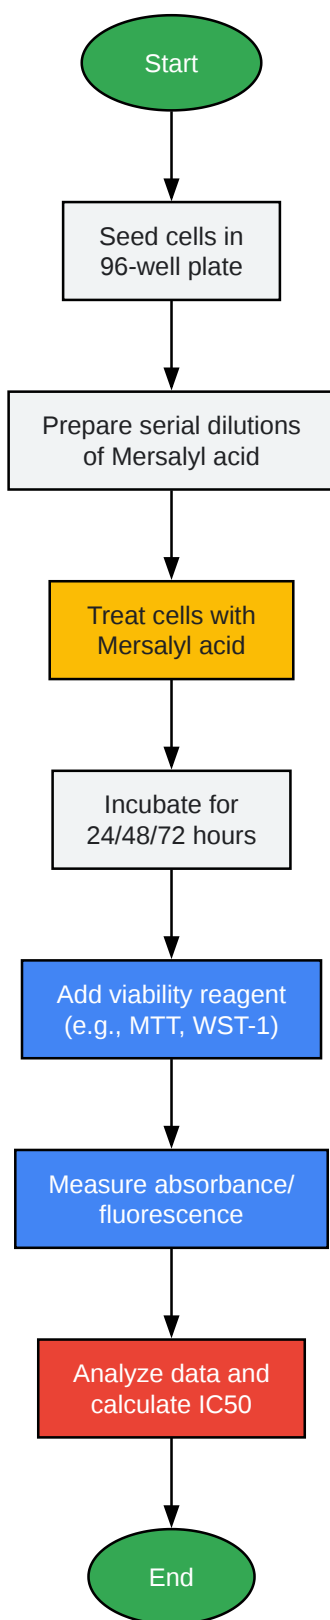 Start
Seed cells in
96-well plate
Prepare serial dilutions
of Mersalyl acid
Treat cells with
Mersalyl acid
Incubate for
24/48/72 hours
Add viability reagent
(e.g., MTT, WST-1)
Measure absorbance/
fluorescence
Analyze data and
calculate IC50
End